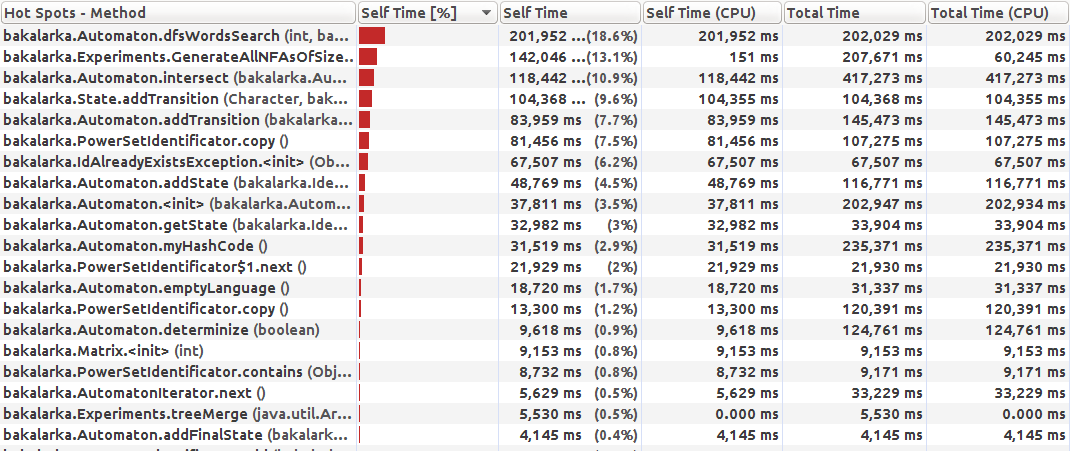 Hot Spots - Method Self Time [%] Self Time Self Time (CPU) Total Time Total Time (CPU)
bakalarka.Automaton.dfsWordsSearch (int, ba... 201,952 ...(18.6%) 201,952 ms 202,029 ms 202,029 ms
bakalarka.Experiments.GenerateAllNFAsOfSize.. 142,046 ...(13.1%) 151 ms 207,671 ms 60,245 ms
bakalarka.Automaton.intersect (bakalarka.Au... 118,442 ...(10.9%) 118,442 ms 417,273 ms 417,273 ms
bakalarka.State.addTransition (Character, bak... 104,368 ... (9.6%) 104,355 ms 104,368 ms 104,355 ms
bakalarka.Automaton.addTransition (bakalarka... 83,959 ms (7.7%) 83,959 ms 145,473 ms 145,473 ms
bakalarka.PowerSetIdentificator.copy () 81,456 ms (7.5%) 81,456 ms 107,275 ms 107,275 ms
bakalarka.IdAlreadyExistsException.<init> (Ob... 67,507 ms (6.2%) 67,507 ms 67,507 ms 67,507 ms
bakalarka.Automaton.addState (bakalarka.Ide... 48,769 ms (4.5%) 48,769 ms 116,771 ms 116,771 ms
bakalarka.Automaton.<init> (bakalarka.Autom... 37,811 ms (3.5%) 37,811 ms 202,947 ms 202,934 ms
bakalarka.Automaton.getState (bakalarka.Ide... 32,982 ms (3%) 32,982 ms 33,904 ms 33,904 ms
bakalarka.Automaton.myHashCode () 31,519 ms (2.9%) 31,519 ms 235,371 ms 235,371 ms
bakalarka.PowerSetIdentificator$1.next () 21,929 ms (2%) 21,929 ms 21,930 ms 21,930 ms
bakalarka.Automaton.emptyLanguage () 18,720 ms (1.7%) 18,720 ms 31,337 ms 31,337 ms
bakalarka.PowerSetIdentificator.copy () 13,300 ms (1.2%) 13,300 ms 120,391 ms 120,391 ms
bakalarka.Automaton.determinize (boolean) 9,618 ms (0.9%) 9,618 ms 124,761 ms 124,761 ms
bakalarka.Matrix.<init> (int) 9,153 ms (0.8%) 9,153 ms 9,153 ms 9,153 ms
bakalarka.PowerSetIdentificator.contains (Obj... 8,732 ms (0.8%) 8,732 ms 9,171 ms 9,171 ms
bakalarka.AutomatonIterator.next () 5,629 ms (0.5%) 5,629 ms 33,229 ms 33,229 ms
bakalarka.Experiments.treeMerge (java.util.Ar... 5,530 ms (0.5%) 0.000 ms 5,530 ms 0.000 ms
bakalarka.Automaton.addFinalState (bakalark... 4,145 ms (0.4%) 4,145 ms 4,145 ms 4,145 ms